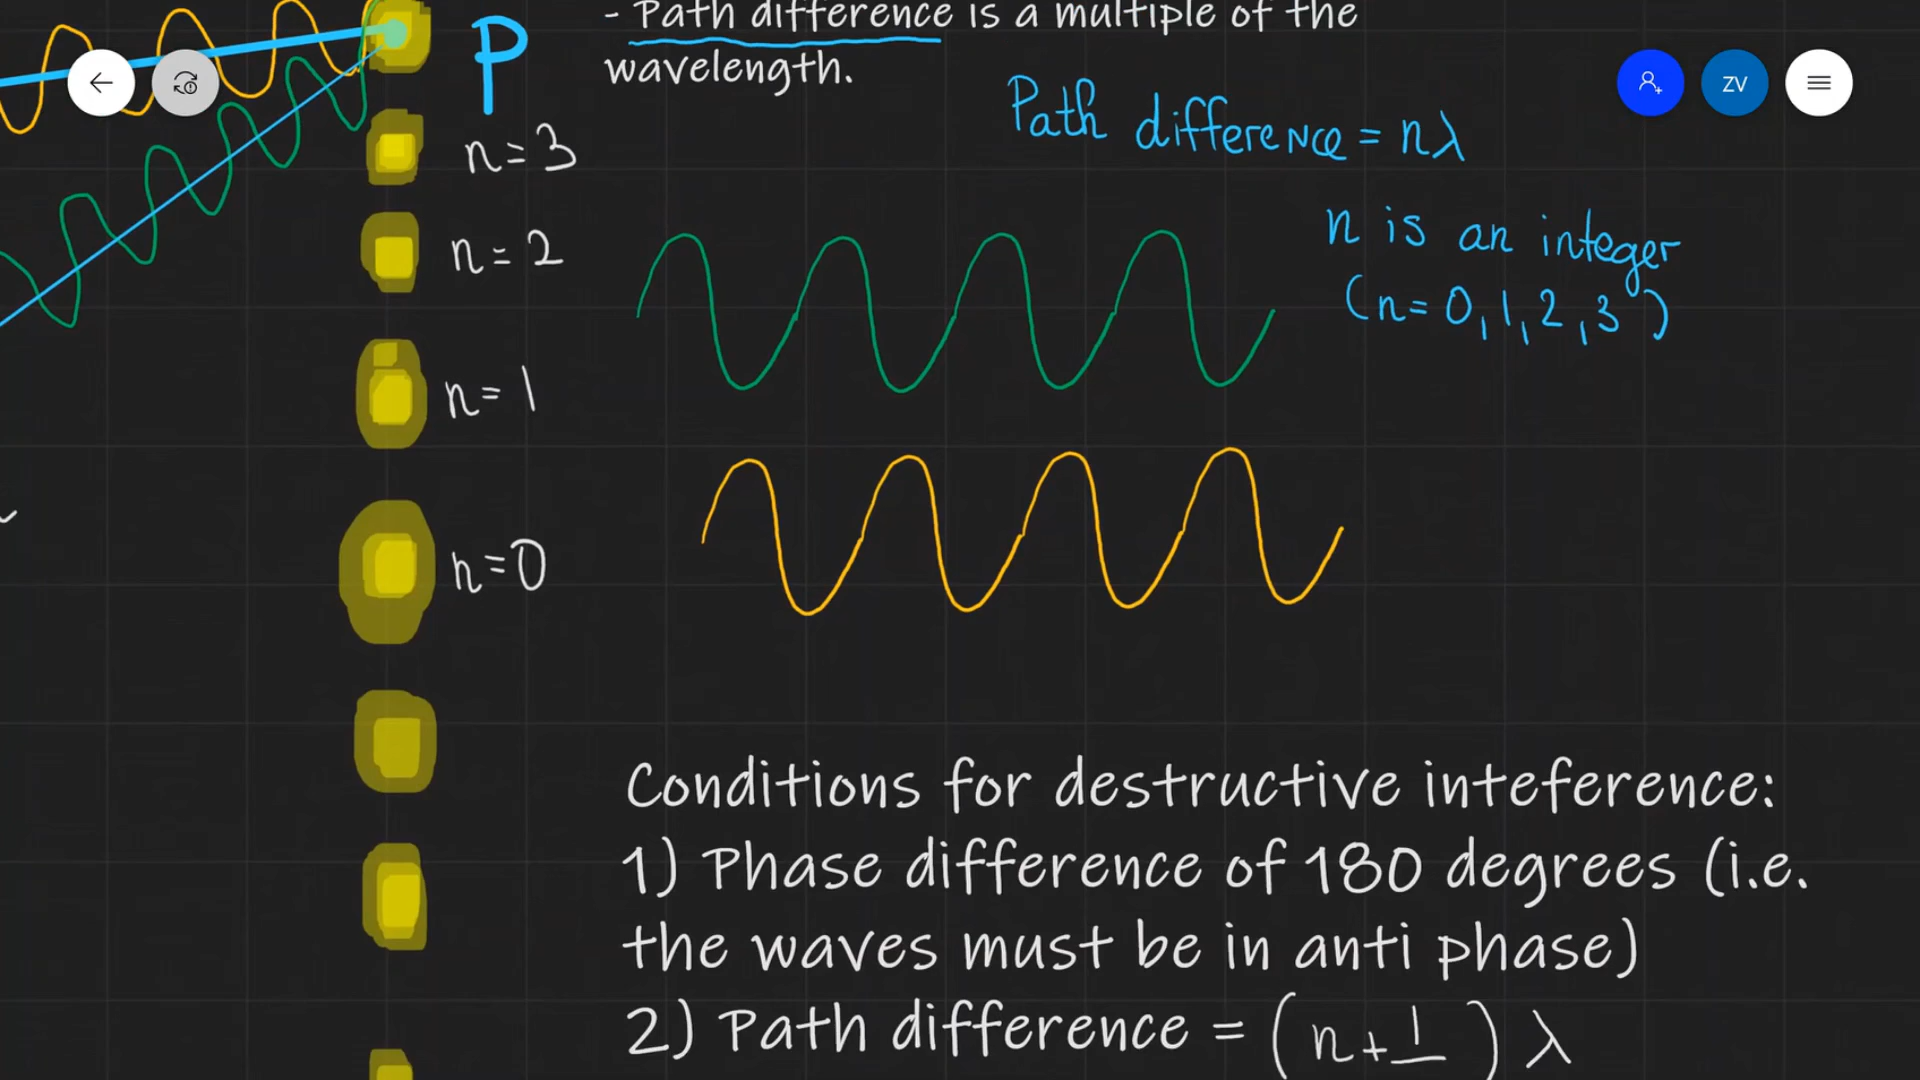 - Path difference is a multiple of the
wavelength.
P
Path difference = nλ
n is an integer
(n= 0, 1, 2, 3 )
ZV
n=3
n=2
n=1
n=0
Conditions for destructive inteference:
1) Phase difference of 180 degrees (i.e.
the waves must be in anti phase)
2) Path difference = (n+1 ) λ